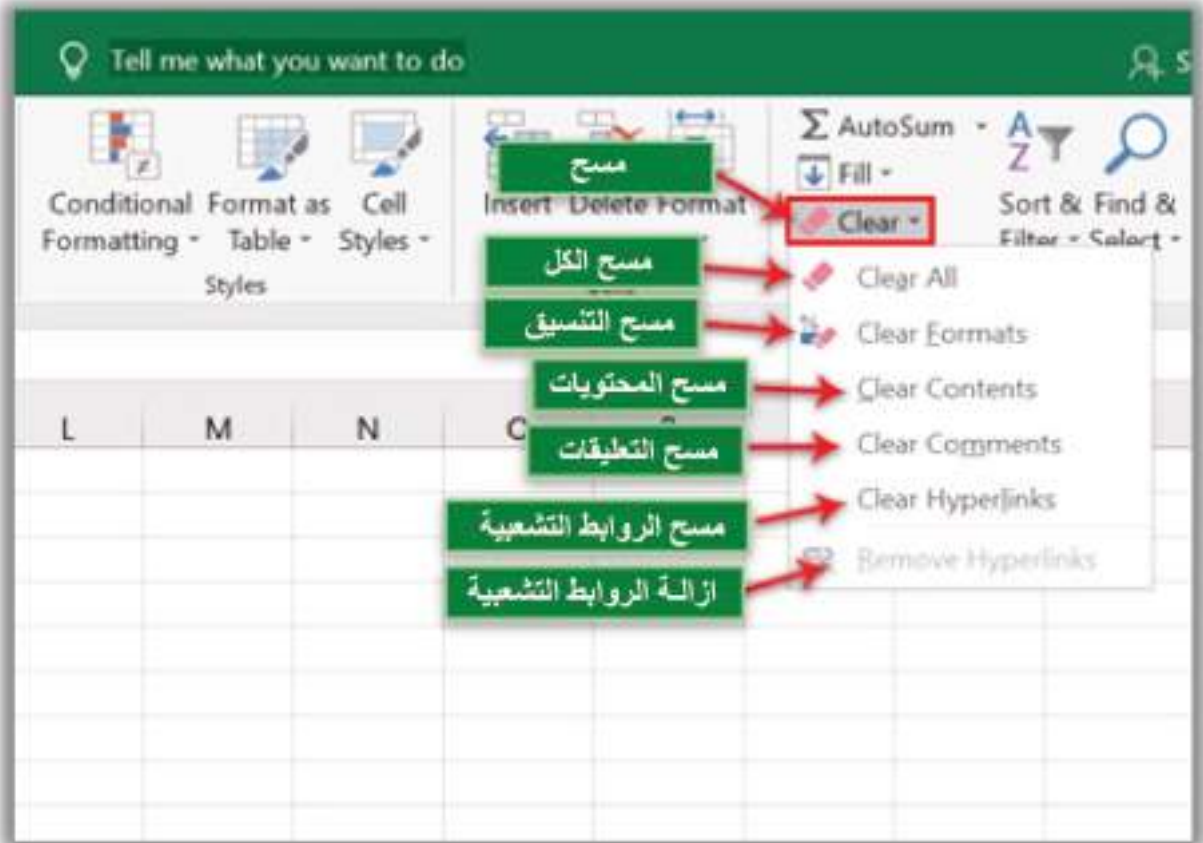 Tell me what you want to do
S
AutoSum
Fill
Clear
Conditional Formatting
Format as Table
Cell Styles
Insert Delete Format
Sort & Filter
Find & Select
Styles
مسح
مسح الكل
Clear All
مسح التنسيق
Clear Formats
مسح المحتويات
Clear Contents
مسح التعليقات
Clear Comments
مسح الروابط التشعبية
Clear Hyperlinks
ازالة الروابط التشعبية
Remove Hyperlinks
L M N